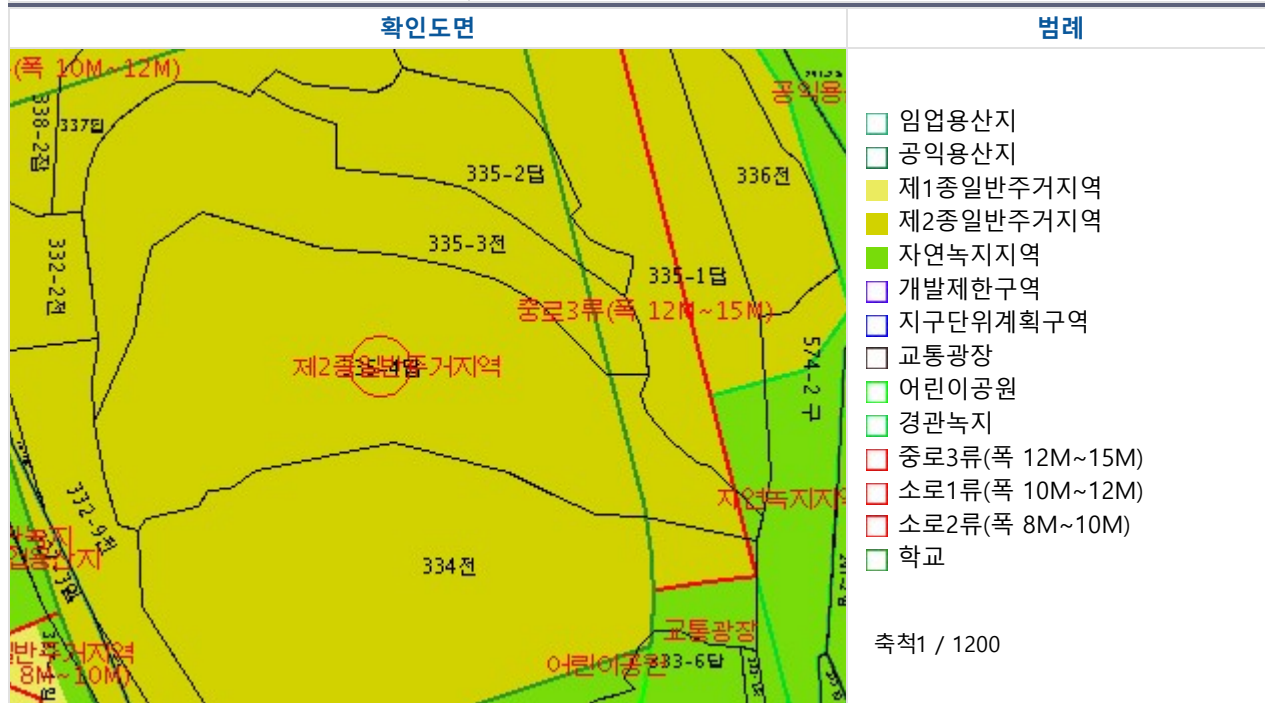 확인도면
범례
(폭 10M~12M)
338-2잡
337답
공익용
335-2답
336전
335-3전
332-2전
335-1답
중로3류(폭 12M~15M)
제2종일반주거지역
574-2 구
332-9전
자연녹지지역
334전
교통광장
어린이공원
333-6답
8M~10M)
임업용산지
공익용산지
제1종일반주거지역
제2종일반주거지역
자연녹지지역
개발제한구역
지구단위계획구역
교통광장
어린이공원
경관녹지
중로3류(폭 12M~15M)
소로1류(폭 10M~12M)
소로2류(폭 8M~10M)
학교
축척1 / 1200